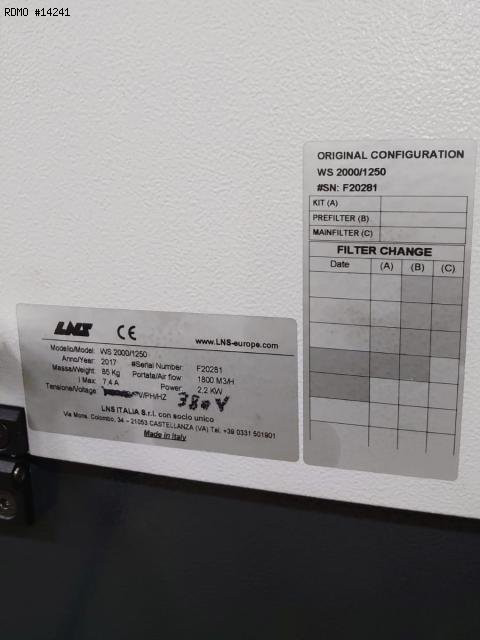 RDMO #14241
ORIGINAL CONFIGURATION
WS 2000/1250
#SN: F20281
KIT (A)
PREFILTER (B)
MAINFILTER (C)
FILTER CHANGE
Date (A) (B) (C)
LNS CE www.LNS-europe.com
Modello/Model: WS 2000/1250
Anno/Year: 2017 #Serial Number: F20281
Massa/Weight: 85 Kg Portata/Air flow 1800 M3/H
I Max: 7.4 A Power: 2,2 KW
Tensione/Voltage V/PH/HZ 380V
LNS ITALIA S.r.l. con socio unico
Via Mons. Colombo, 34 – 21053 CASTELLANZA (VA) Tel. +39 0331 501901
Made in Italy